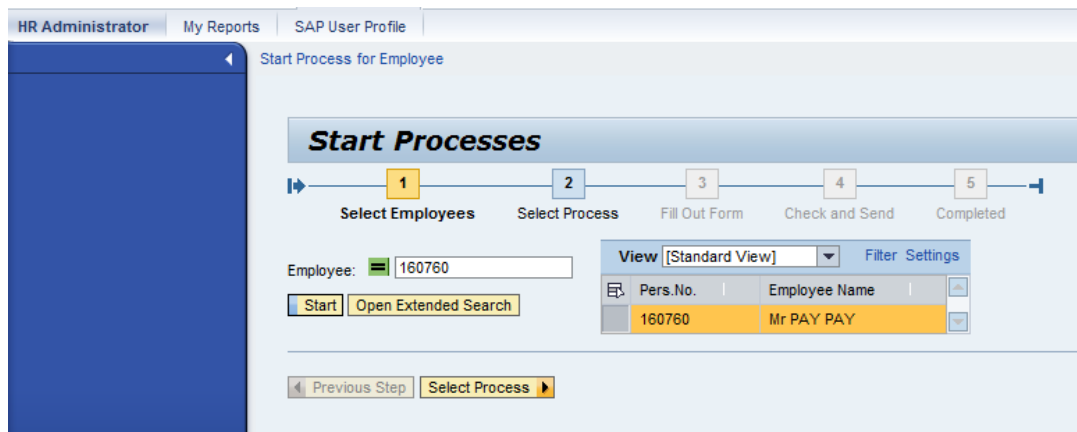 HR Administrator My Reports SAP User Profile
Start Process for Employee
Start Processes
1 2 3 4 5
Select Employees Select Process Fill Out Form Check and Send Completed
View [Standard View] Filter Settings
Employee: 160760
Pers.No. Employee Name
Start Open Extended Search
160760 Mr PAY PAY
Previous Step Select Process